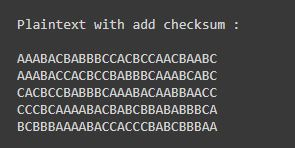 Plaintext with add checksum :
AAABACBABBBCCACBCCAACBAABC
AAABACCACBCCBABBBCAAABCABC
CACBCCBABBBCAAABACAABBAACC
CCCBCAAAABACBABCBBABABBBCA
BCBBBAAAABACCACCCBABCBBBAA